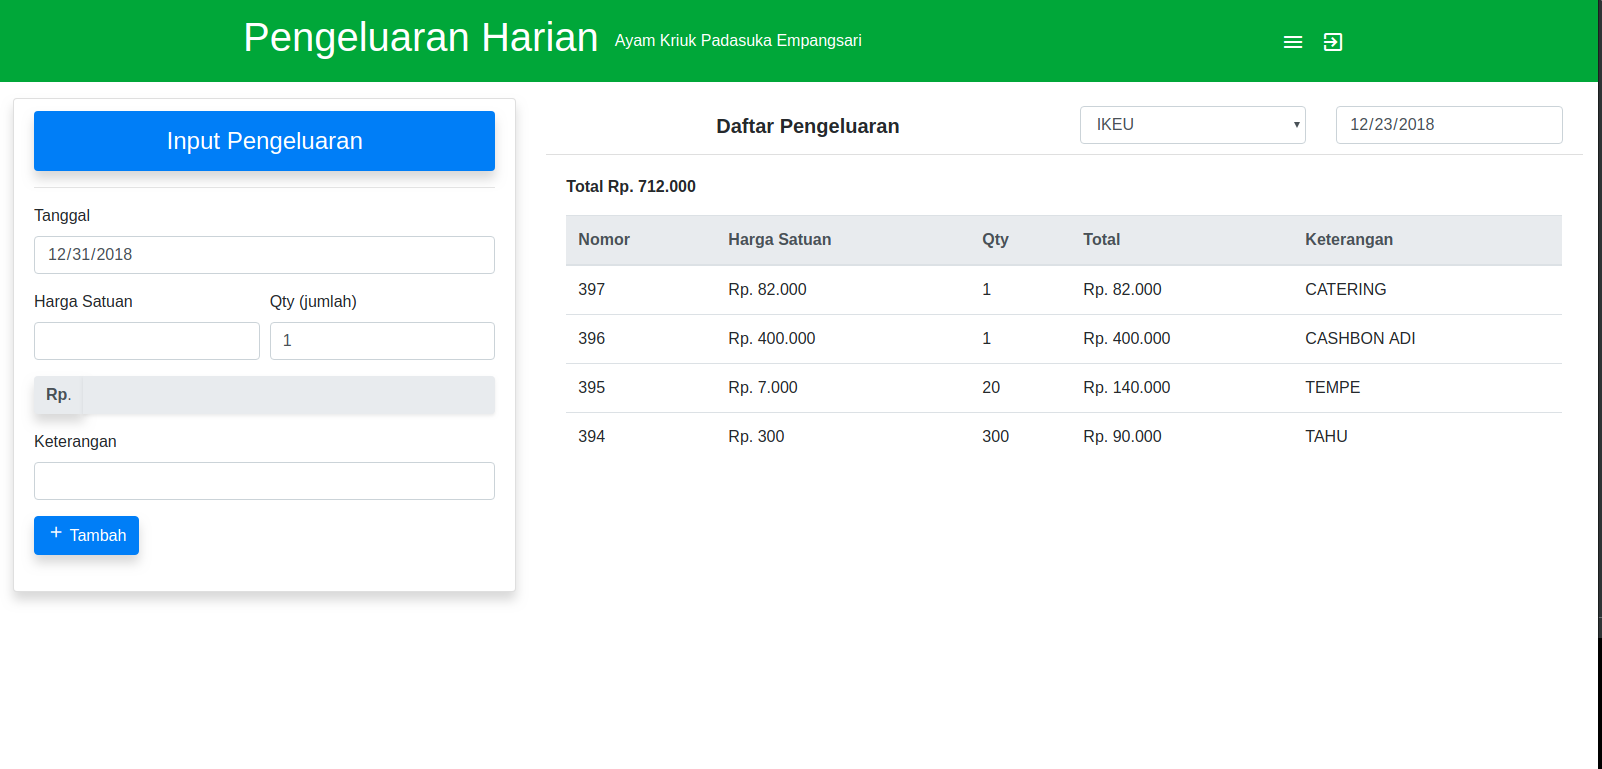 Pengeluaran Harian Ayam Kriuk Padasuka Empangsari
Input Pengeluaran
Tanggal
12/31/2018
Harga Satuan Qty (jumlah)
1
Rp.
Keterangan
+ Tambah
Daftar Pengeluaran IKEU 12/23/2018
Total Rp. 712.000
Nomor Harga Satuan Qty Total Keterangan
397 Rp. 82.000 1 Rp. 82.000 CATERING
396 Rp. 400.000 1 Rp. 400.000 CASHBON ADI
395 Rp. 7.000 20 Rp. 140.000 TEMPE
394 Rp. 300 300 Rp. 90.000 TAHU